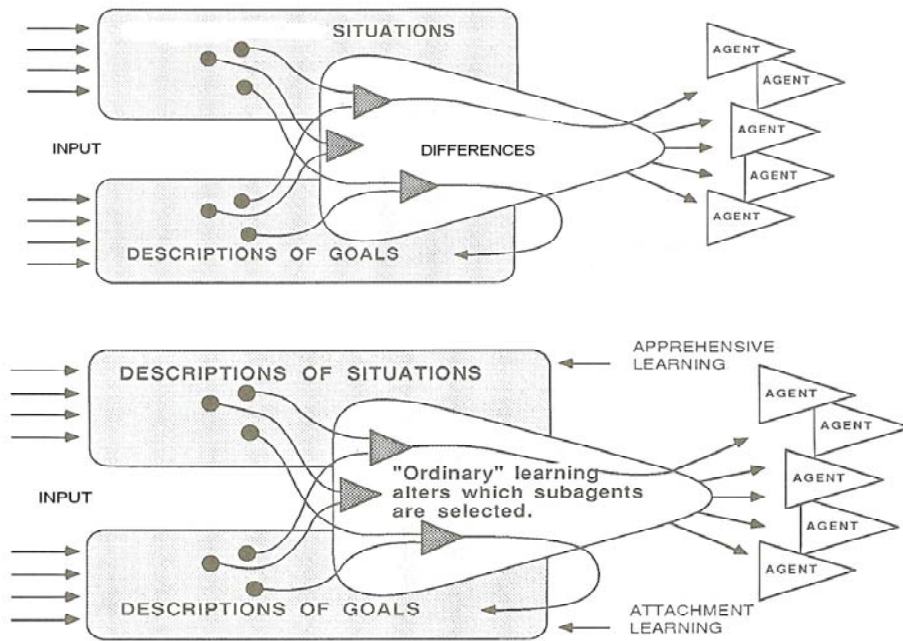 SITUATIONS
AGENT
AGENT
INPUT
DIFFERENCES
AGENT
AGENT
AGENT
DESCRIPTIONS OF GOALS
APPREHENSIVE
LEARNING
DESCRIPTIONS OF SITUATIONS
AGENT
AGENT
INPUT
"Ordinary" learning
alters which subagents
are selected.
AGENT
AGENT
AGENT
DESCRIPTIONS OF GOALS
ATTACHMENT
LEARNING